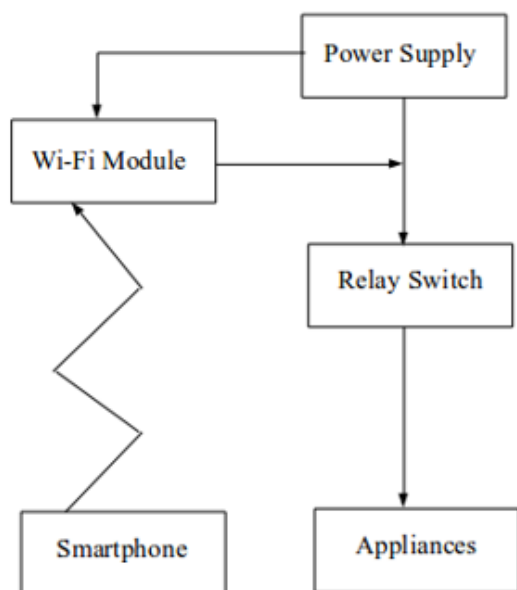 Power Supply
Wi-Fi Module
Relay Switch
Smartphone
Appliances